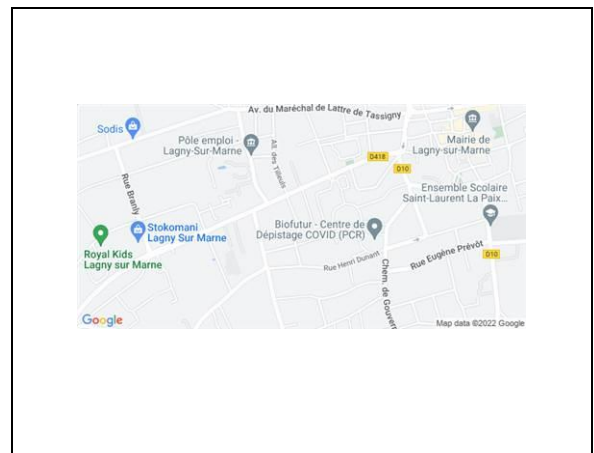 Av. du Maréchal de Lattre de Tassigny
Sodis
Pôle emploi -
Lagny-Sur-Marne
All. des Tilleuls
Mairie de
Lagny-sur-Marne
D418
D10
Rue Branly
Ensemble Scolaire
Saint-Laurent La Paix...
Stokomani
Lagny Sur Marne
Biofutur - Centre de
Dépistage COVID (PCR)
Royal Kids
Lagny sur Marne
Rue Henri Dunant
Rue Eugène Prévôt
D10
Chem. de Gouvern
Google
Map data ©2022 Google